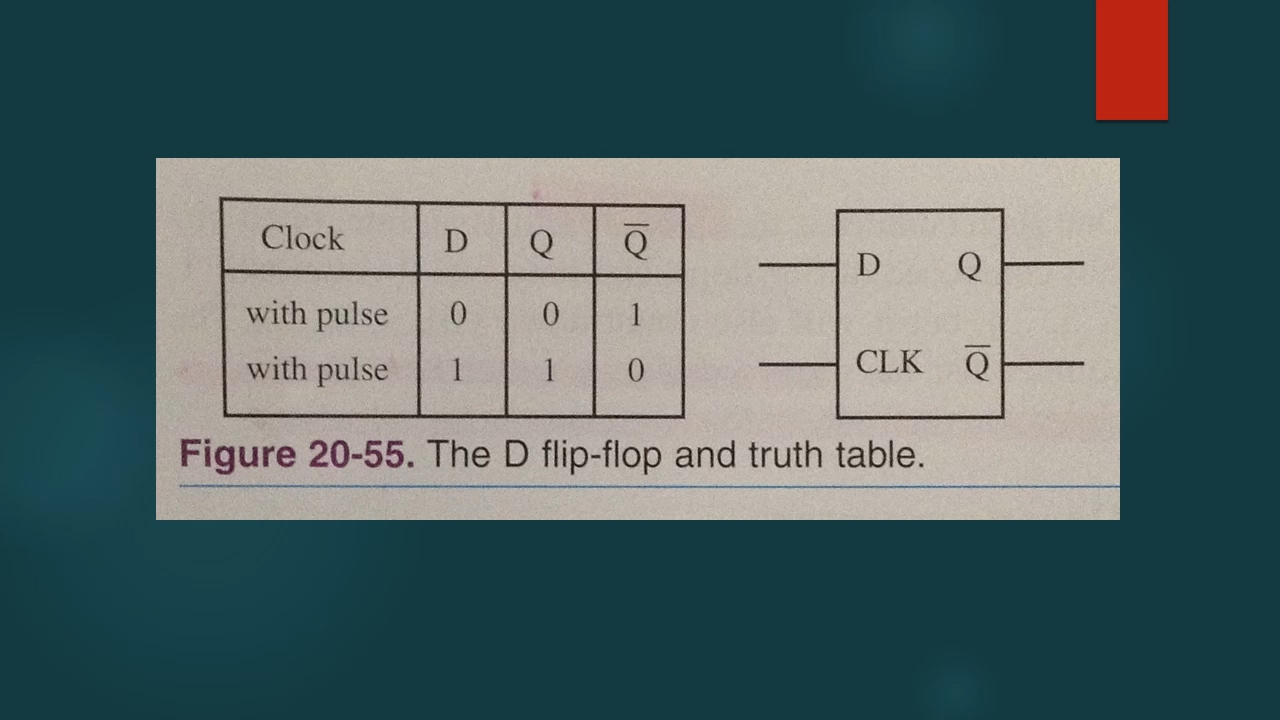 Clock D Q Q̅
with pulse 0 0 1
with pulse 1 1 0
D Q
CLK Q̅
Figure 20-55. The D flip-flop and truth table.